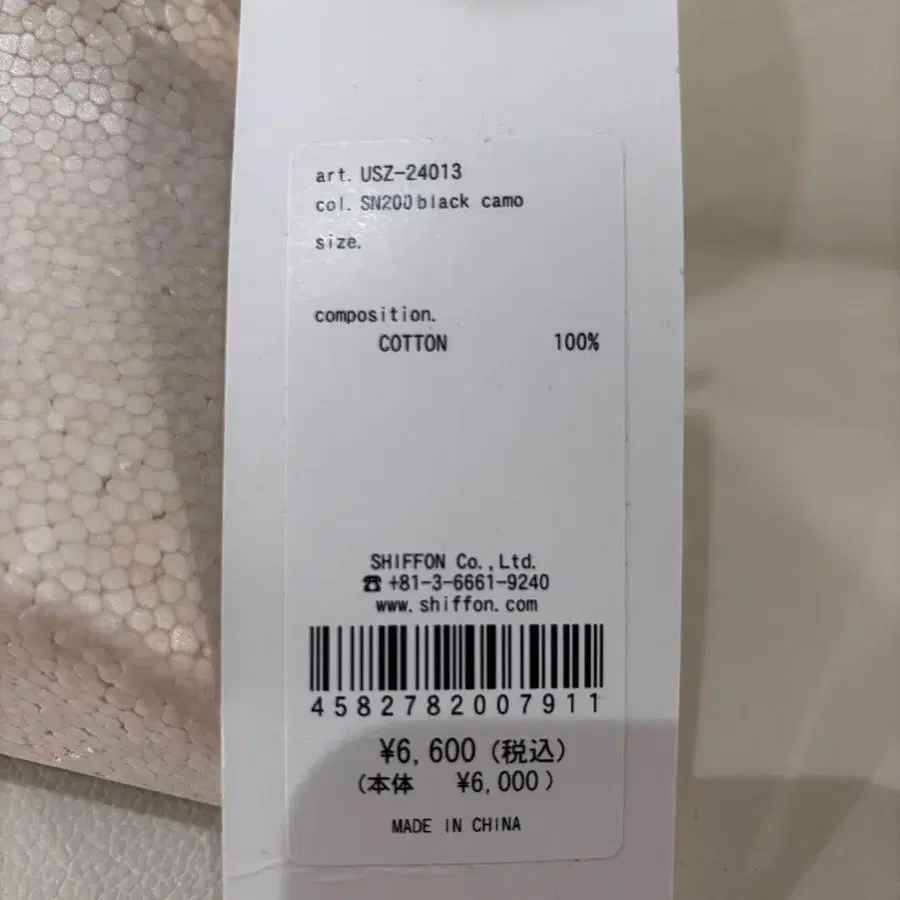 art. USZ-24013
col. SN200 black camo
size.
composition.
COTTON 100%
SHIFFON Co.,Ltd.
☎ +81-3-6661-9240
www.shiffon.com
4582782007911
¥6,600 (税込)
(本体 ¥6,000)
MADE IN CHINA